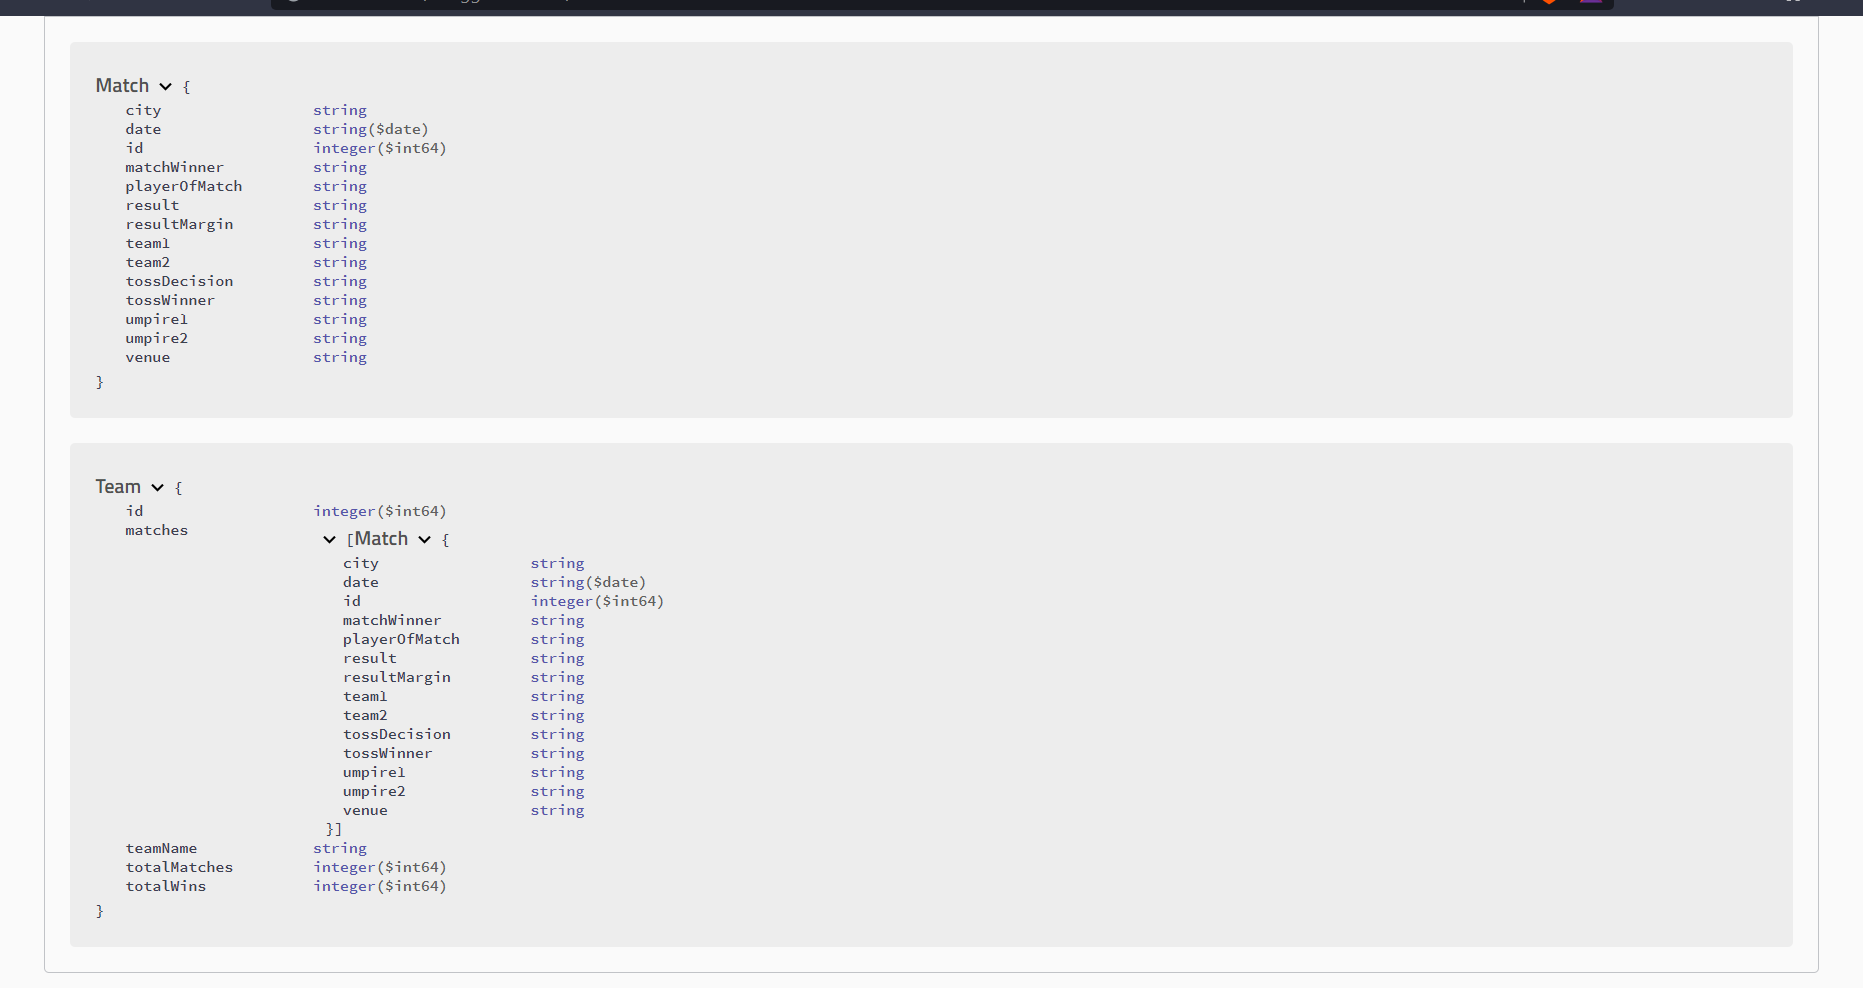 Match {
city string
date string($date)
id integer($int64)
matchWinner string
playerOfMatch string
result string
resultMargin string
team1 string
team2 string
tossDecision string
tossWinner string
umpire1 string
umpire2 string
venue string
}
Team {
id integer($int64)
matches
[Match {
city string
date string($date)
id integer($int64)
matchWinner string
playerOfMatch string
result string
resultMargin string
team1 string
team2 string
tossDecision string
tossWinner string
umpire1 string
umpire2 string
venue string
}]
teamName string
totalMatches integer($int64)
totalWins integer($int64)
}